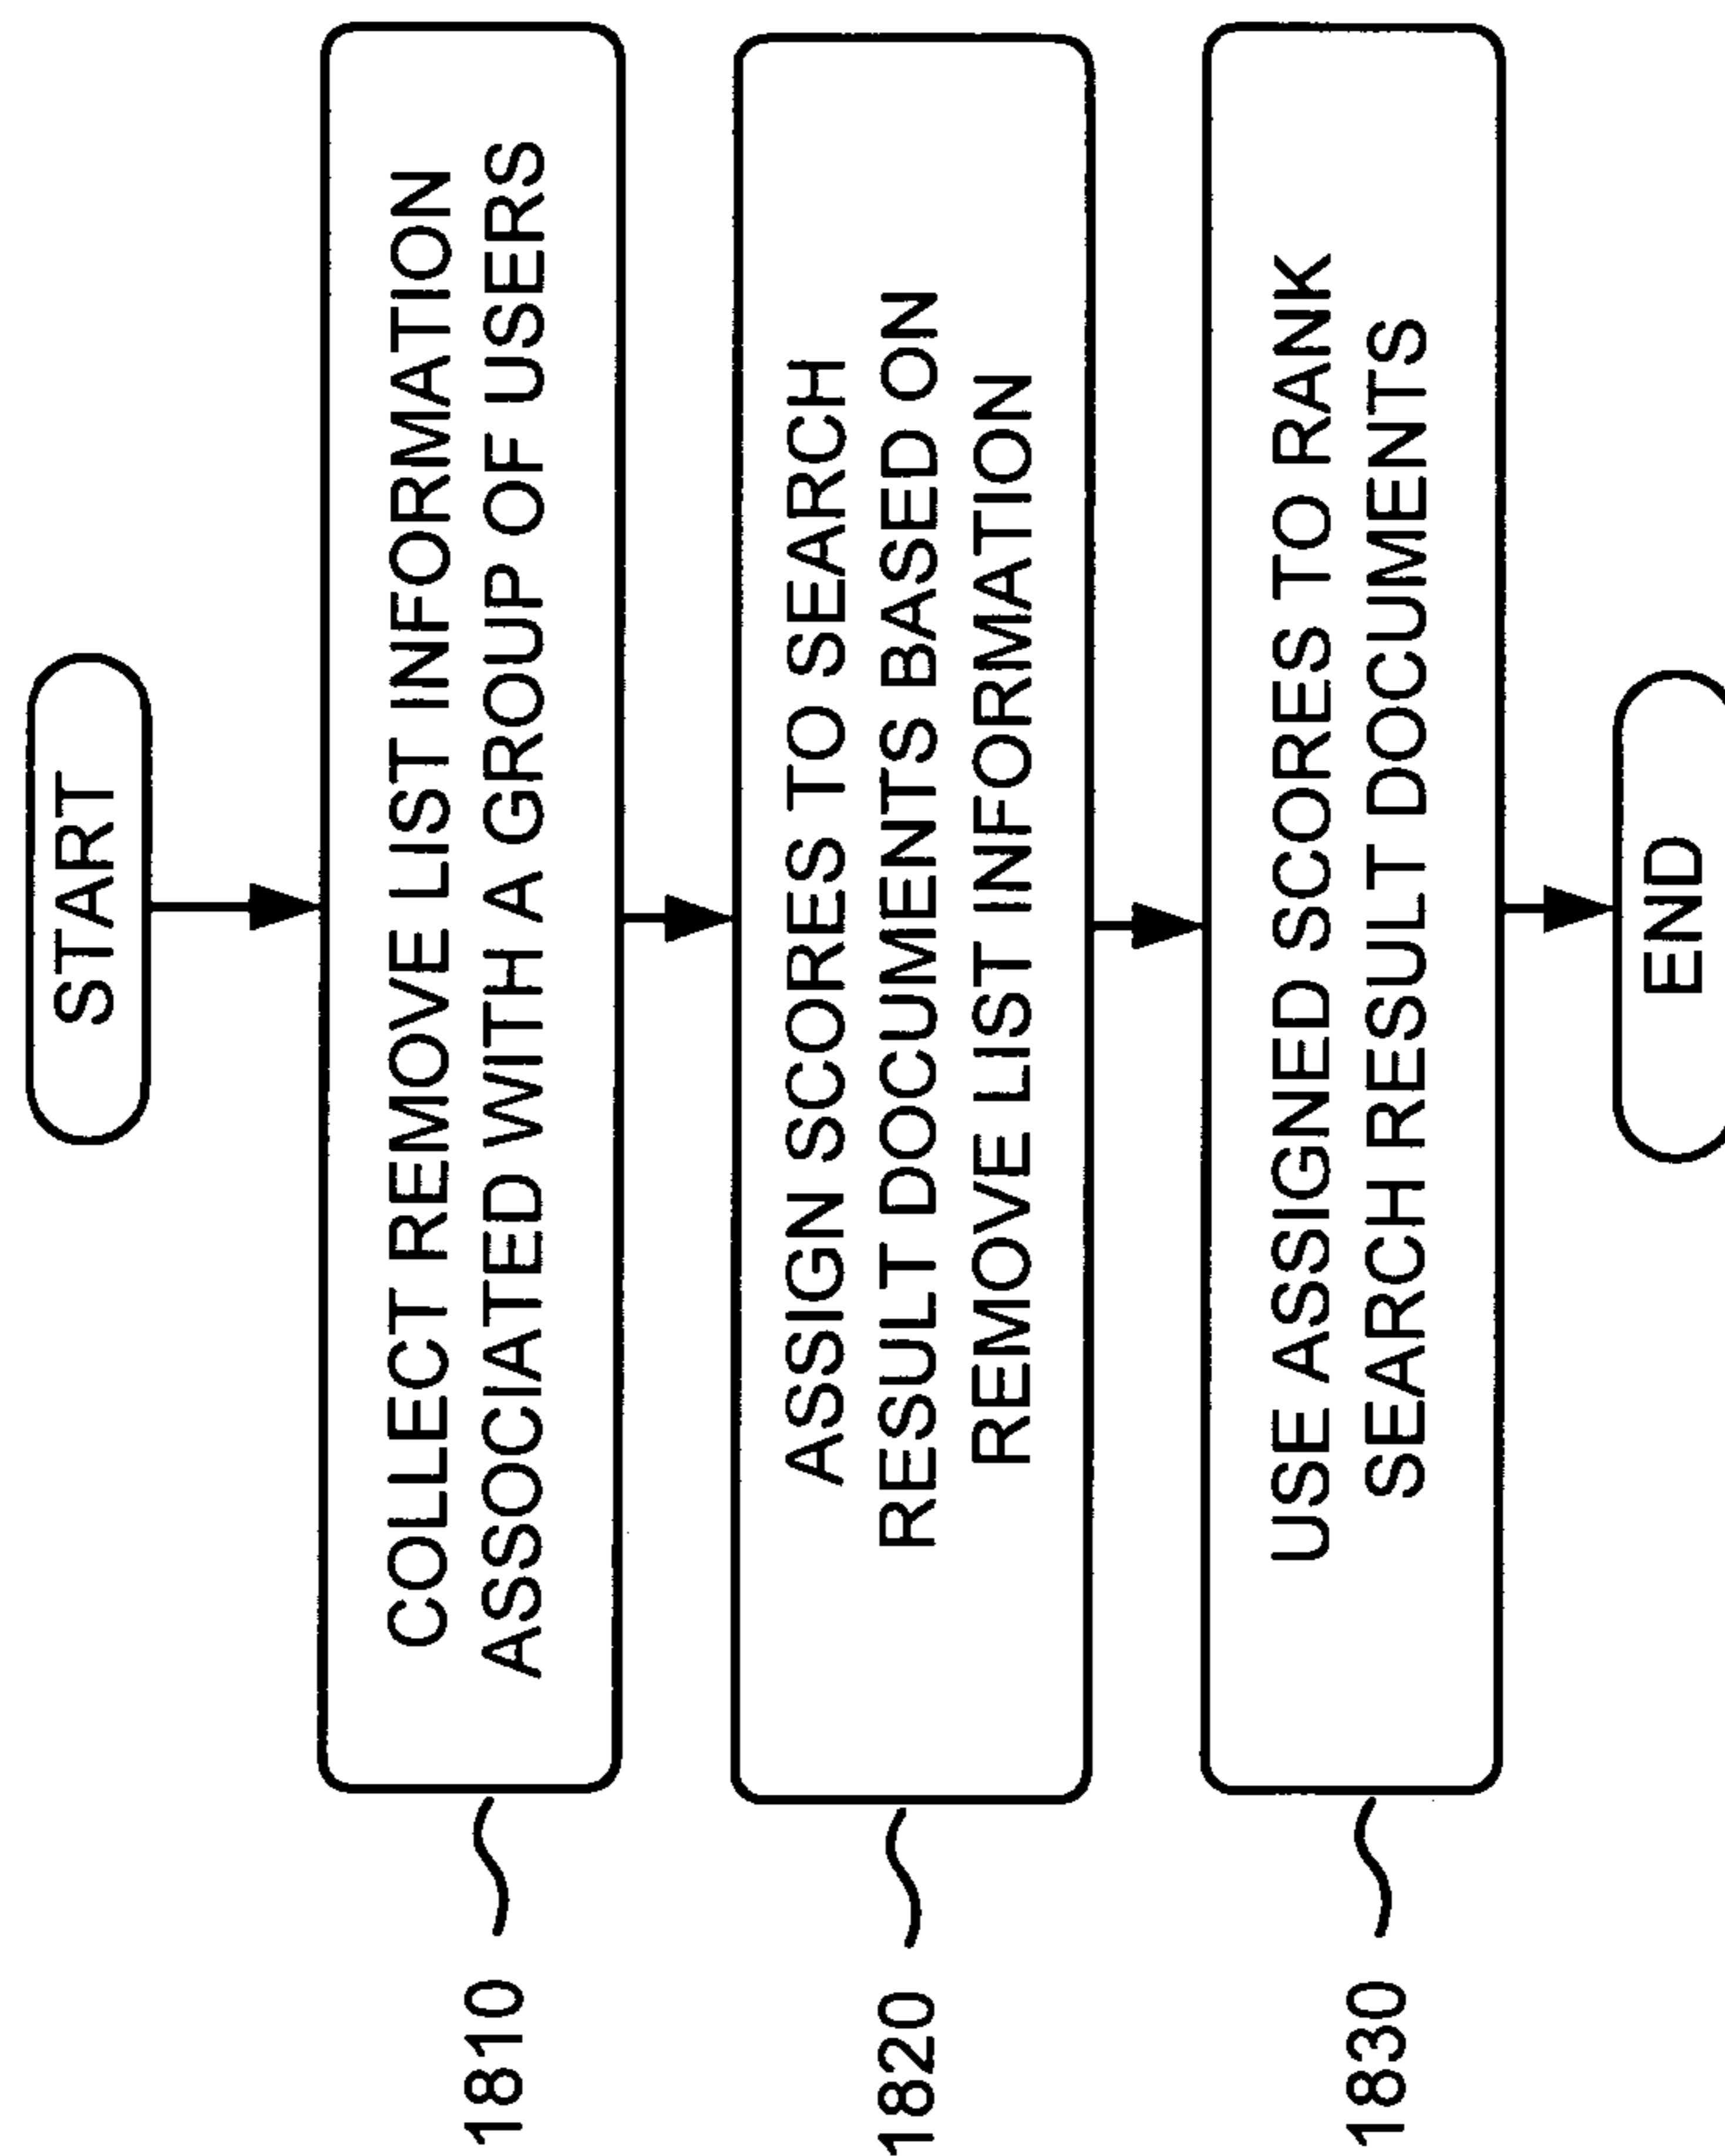 START
COLLECT REMOVE LIST INFORMATION
ASSOCIATED WITH A GROUP OF USERS
1810
ASSIGN SCORES TO SEARCH
RESULT DOCUMENTS BASED ON
REMOVE LIST INFORMATION
1820
USE ASSIGNED SCORES TO RANK
SEARCH RESULT DOCUMENTS
1830
END